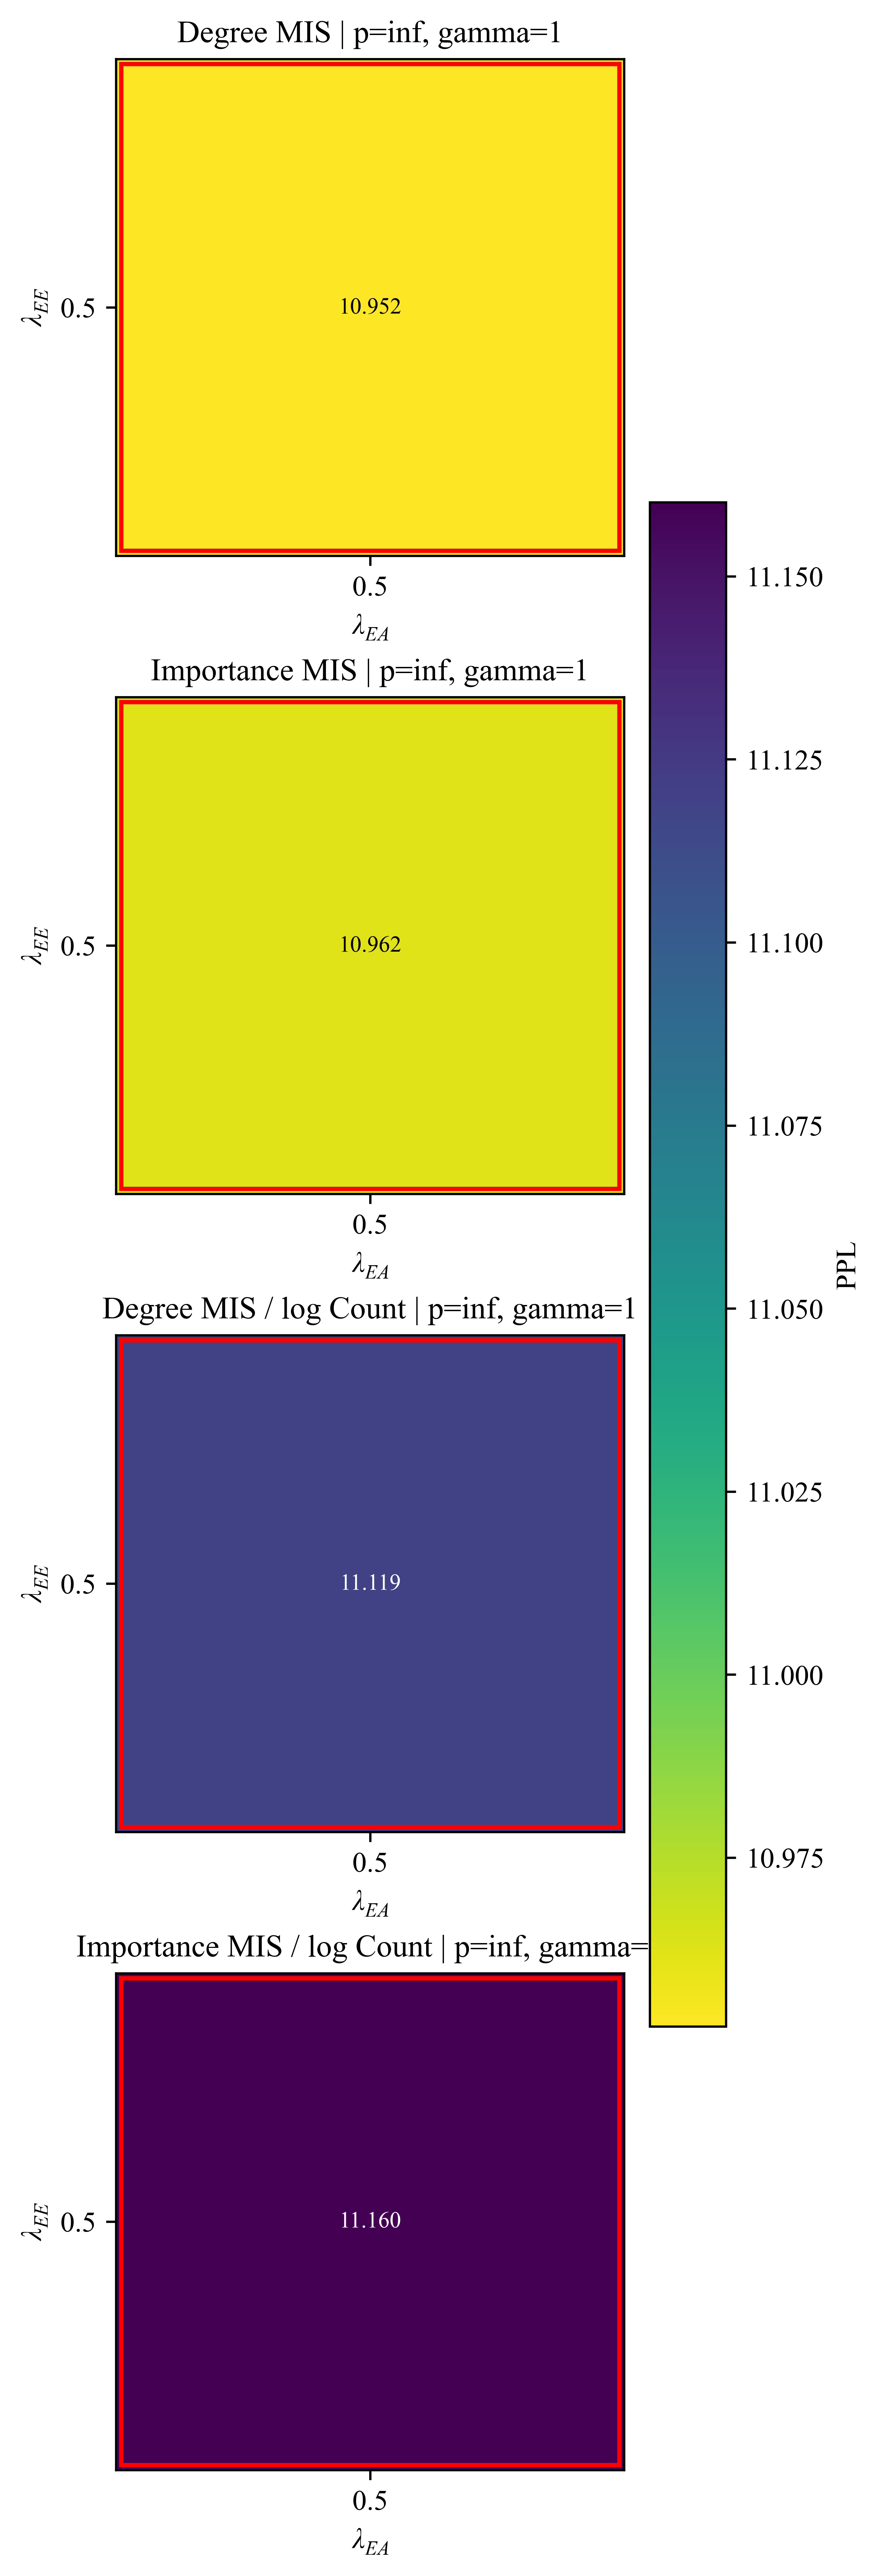 Degree MIS | p=inf, gamma=1
λEE
0.5
10.952
0.5
λEA
Importance MIS | p=inf, gamma=1
λEE
0.5
10.962
0.5
λEA
Degree MIS / log Count | p=inf, gamma=1
λEE
0.5
11.119
0.5
λEA
Importance MIS / log Count | p=inf, gamma=
λEE
0.5
11.160
0.5
λEA
11.150
11.125
11.100
11.075
11.050
11.025
11.000
10.975
PPL